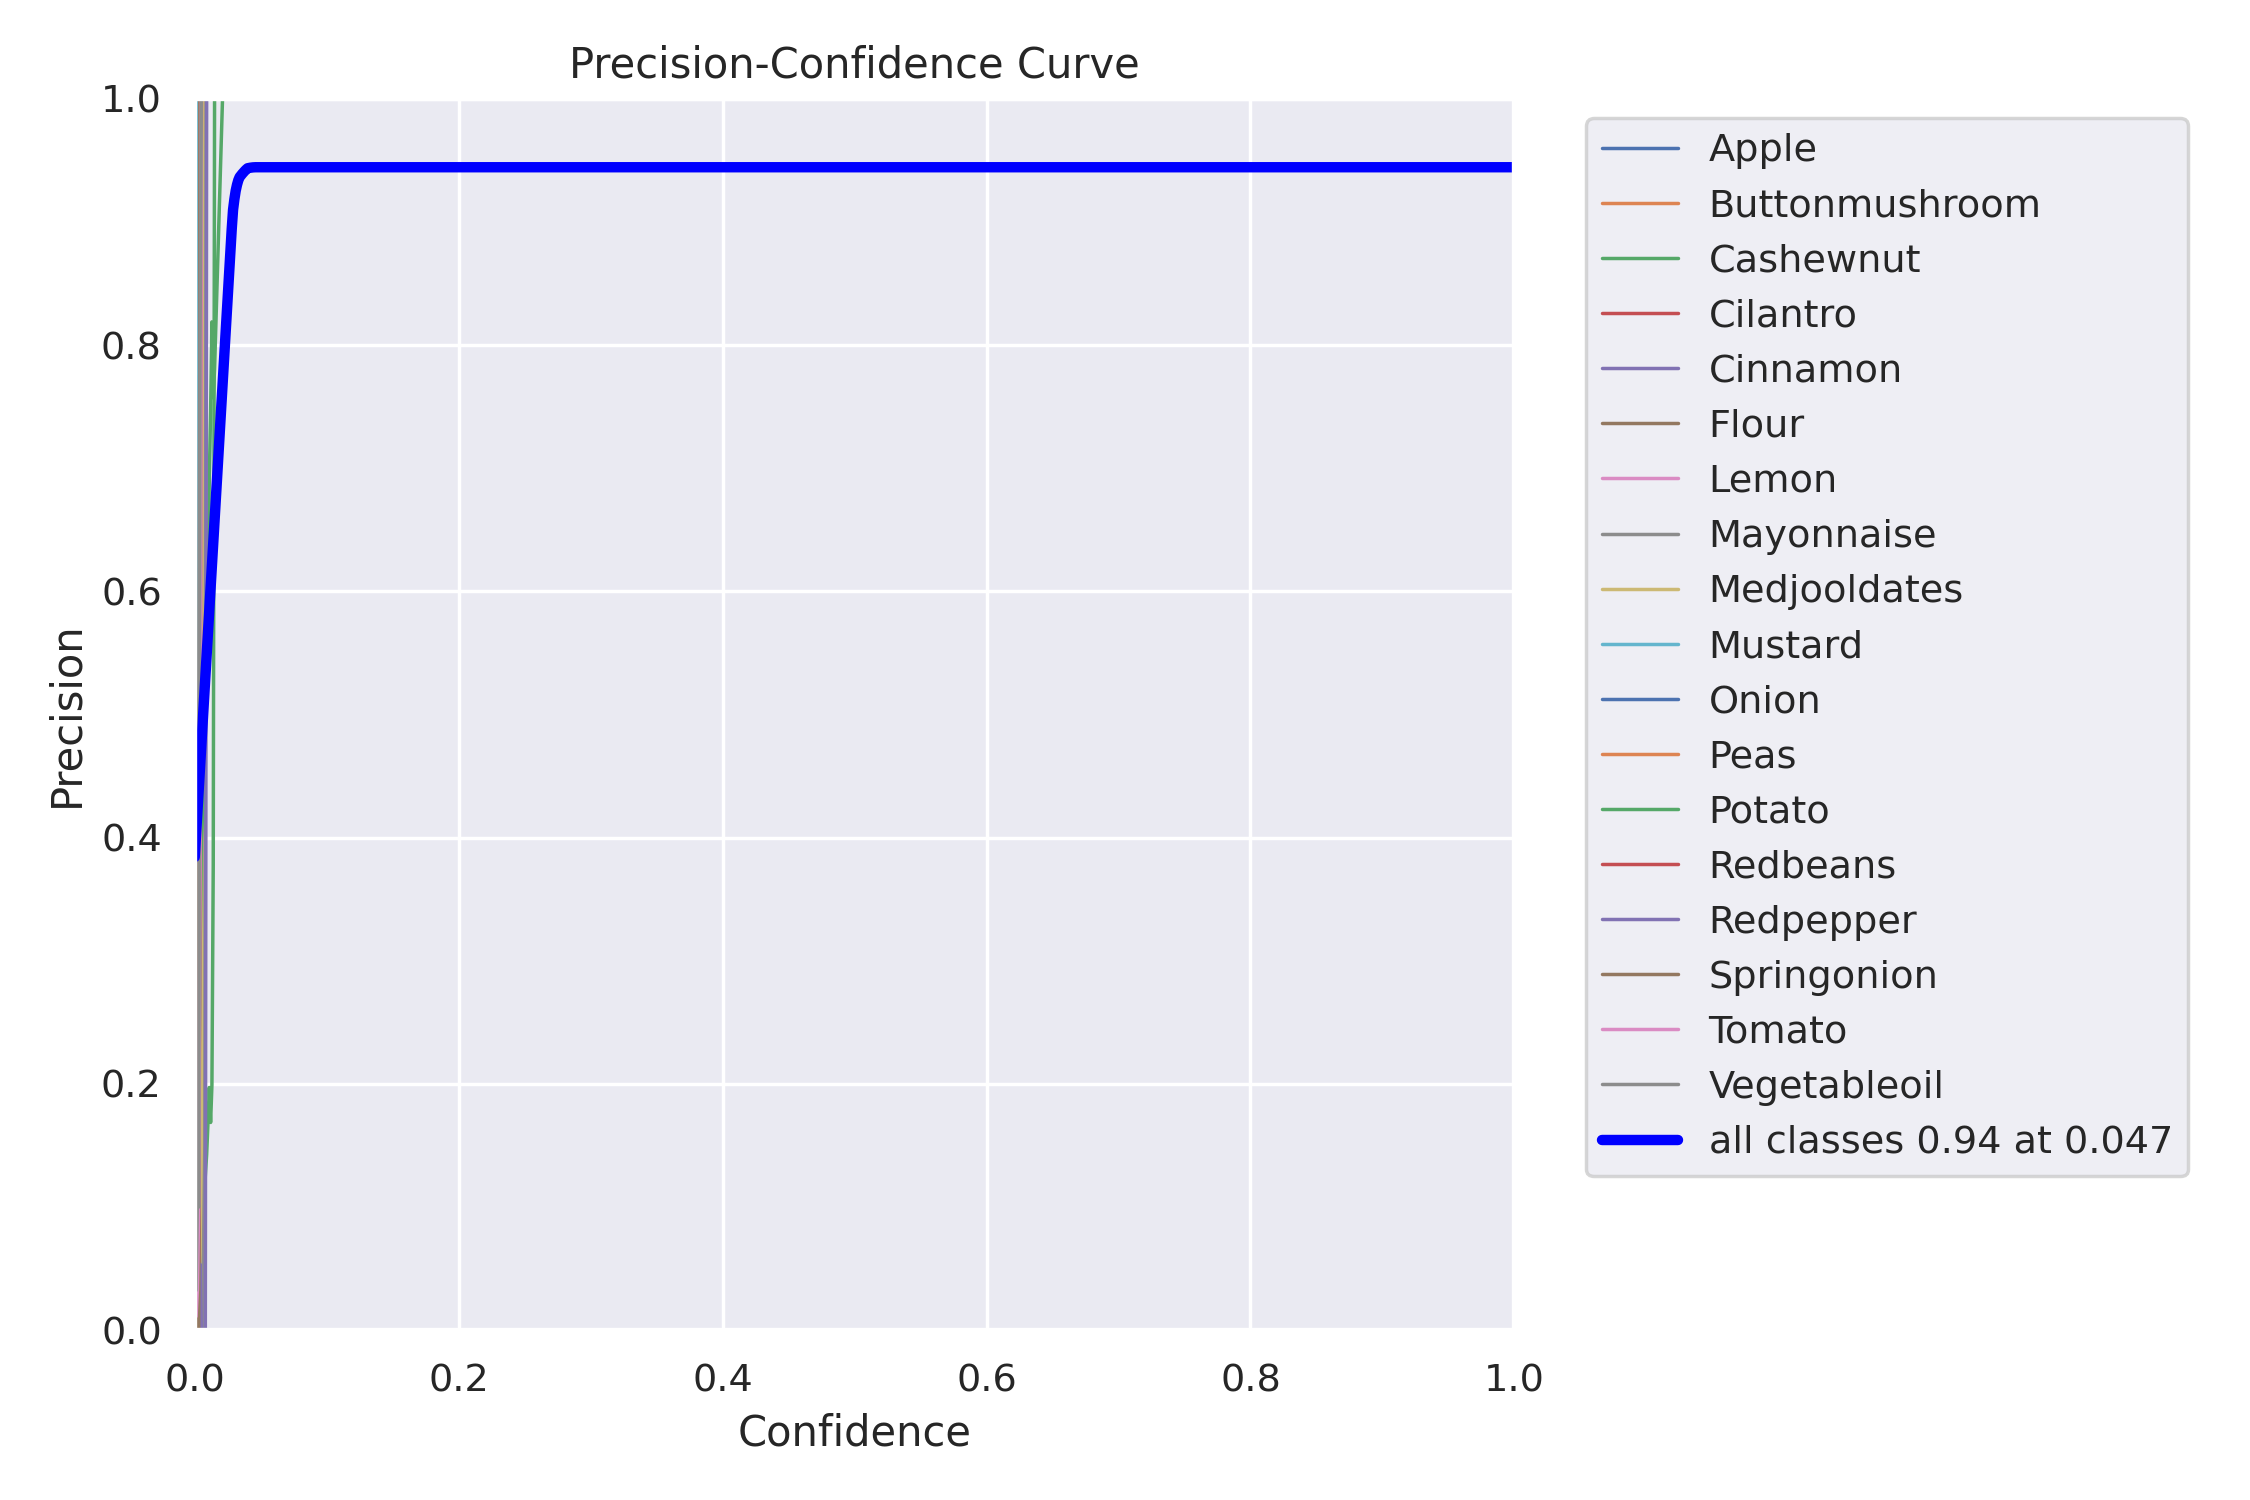 Precision-Confidence Curve
1.0
0.8
0.6
0.4
0.2
0.0
Precision
0.0 0.2 0.4 0.6 0.8 1.0
Confidence
Apple
Buttonmushroom
Cashewnut
Cilantro
Cinnamon
Flour
Lemon
Mayonnaise
Medjooldates
Mustard
Onion
Peas
Potato
Redbeans
Redpepper
Springonion
Tomato
Vegetableoil
all classes 0.94 at 0.047